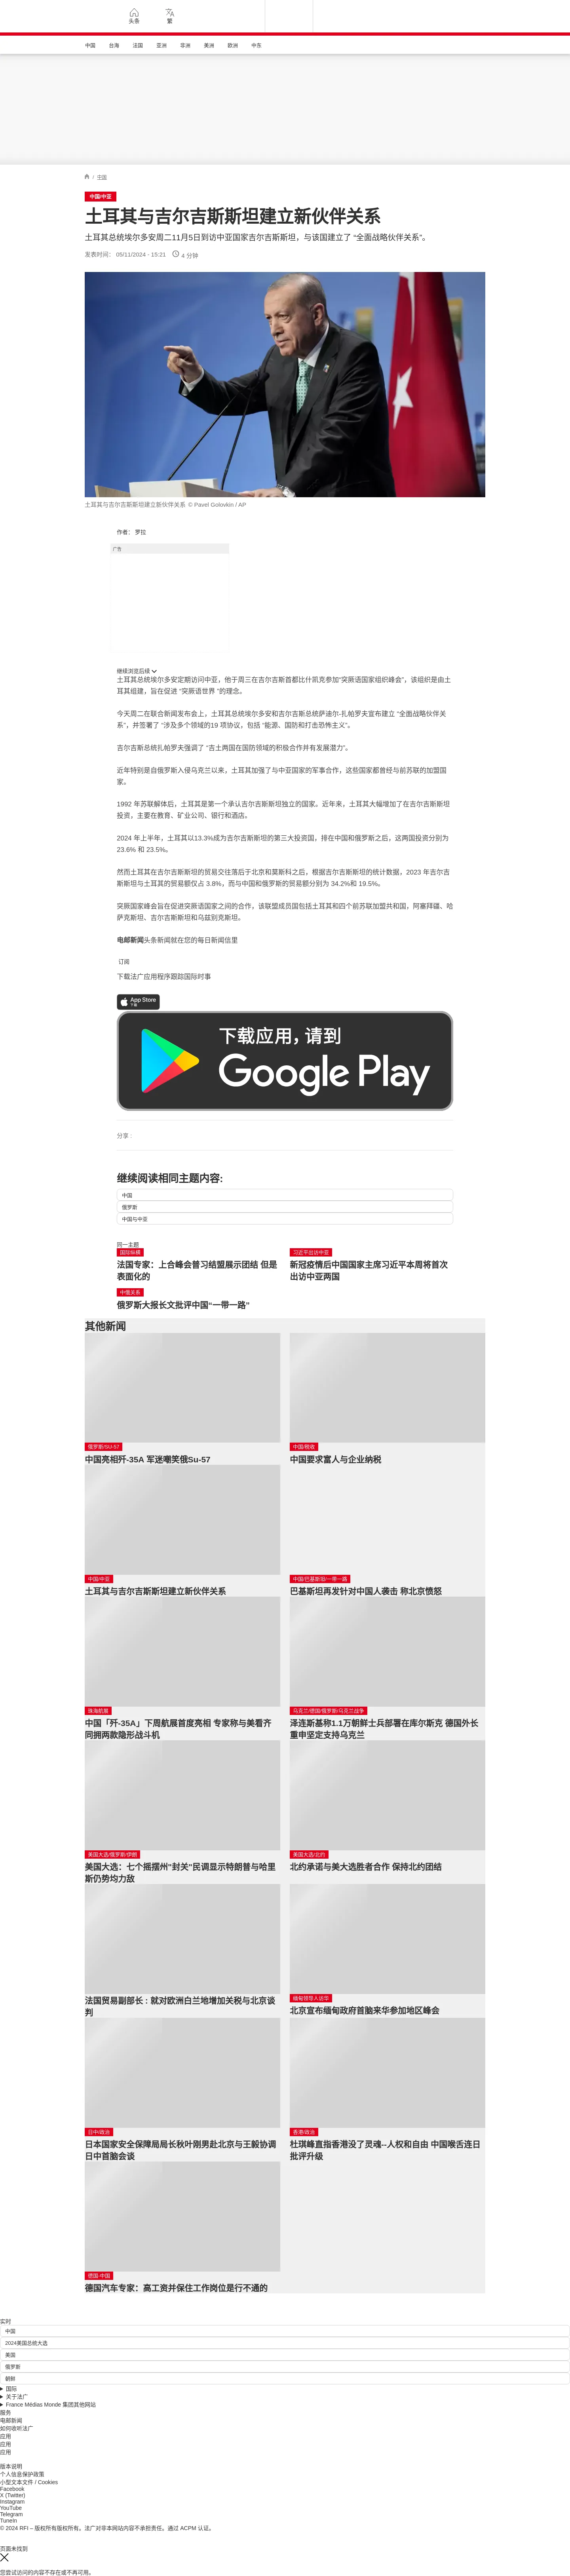 头条
繁
中国
台海
法国
亚洲
非洲
美洲
欧洲
中东
/ 中国
中国/中亚
土耳其与吉尔吉斯斯坦建立新伙伴关系
土耳其总统埃尔多安周二11月5日到访中亚国家吉尔吉斯斯坦，与该国建立了 “全面战略伙伴关系”。
发表时间： 05/11/2024 - 15:21
4 分钟
土耳其与吉尔吉斯斯坦建立新伙伴关系 © Pavel Golovkin / AP
作者： 罗拉
广告
继续浏览后续
土耳其总统埃尔多安定期访问中亚，他于周三在吉尔吉斯首都比什凯克参加“突厥语国家组织峰会”，该组织是由土
耳其组建，旨在促进 “突厥语世界 ”的理念。
今天周二在联合新闻发布会上，土耳其总统埃尔多安和吉尔吉斯总统萨迪尔-扎帕罗夫宣布建立 “全面战略伙伴关
系”，并签署了 “涉及多个领域的19 项协议，包括 “能源、国防和打击恐怖主义”。
吉尔吉斯总统扎帕罗夫强调了 “吉土两国在国防领域的积极合作并有发展潜力”。
近年特别是自俄罗斯入侵乌克兰以来，土耳其加强了与中亚国家的军事合作，这些国家都曾经与前苏联的加盟国
家。
1992 年苏联解体后，土耳其是第一个承认吉尔吉斯斯坦独立的国家。近年来，土耳其大幅增加了在吉尔吉斯斯坦
投资，主要在教育、矿业公司、银行和酒店。
2024 年上半年，土耳其以13.3%成为吉尔吉斯斯坦的第三大投资国，排在中国和俄罗斯之后，这两国投资分别为
23.6% 和 23.5%。
然而土耳其在吉尔吉斯斯坦的贸易交往落后于北京和莫斯科之后，根据吉尔吉斯斯坦的统计数据，2023 年吉尔吉
斯斯坦与土耳其的贸易额仅占 3.8%，而与中国和俄罗斯的贸易额分别为 34.2%和 19.5%。
突厥国家峰会旨在促进突厥语国家之间的合作，该联盟成员国包括土耳其和四个前苏联加盟共和国，阿塞拜疆、哈
萨克斯坦、吉尔吉斯斯坦和乌兹别克斯坦。
电邮新闻头条新闻就在您的每日新闻信里
订阅
下载法广应用程序跟踪国际时事
App Store
下载
下载应用，请到
Google Play
分享 :
继续阅读相同主题内容:
中国
俄罗斯
中国与中亚
同一主题
国际纵横
法国专家：上合峰会普习结盟展示团结 但是
表面化的
习近平出访中亚
新冠疫情后中国国家主席习近平本周将首次
出访中亚两国
中俄关系
俄罗斯大报长文批评中国“一带一路”
其他新闻
俄罗斯/SU-57
中国亮相歼-35A 军迷嘲笑俄Su-57
中国/税收
中国要求富人与企业纳税
中国/中亚
土耳其与吉尔吉斯斯坦建立新伙伴关系
中国/巴基斯坦/一带一路
巴基斯坦再发针对中国人袭击 称北京愤怒
珠海航展
中国「歼-35A」下周航展首度亮相 专家称与美看齐
同拥两款隐形战斗机
乌克兰/德国/俄罗斯/乌克兰战争
泽连斯基称1.1万朝鲜士兵部署在库尔斯克 德国外长
重申坚定支持乌克兰
美国大选/俄罗斯/伊朗
美国大选：七个摇摆州"封关"民调显示特朗普与哈里
斯仍势均力敌
美国大选/北约
北约承诺与美大选胜者合作 保持北约团结
法国贸易副部长 : 就对欧洲白兰地增加关税与北京谈
判
缅甸领导人访华
北京宣布缅甸政府首脑来华参加地区峰会
日中/政治
日本国家安全保障局局长秋叶刚男赴北京与王毅协调
日中首脑会谈
香港/政治
杜琪峰直指香港没了灵魂--人权和自由 中国喉舌连日
批评升级
德国·中国
德国汽车专家：高工资并保住工作岗位是行不通的
实时
中国
2024美国总统大选
美国
俄罗斯
朝鲜
国际
关于法广
France Médias Monde 集团其他网站
服务
电邮新闻
如何收听法广
应用
应用
应用
版本说明
个人信息保护政策
小型文本文件 / Cookies
Facebook
X (Twitter)
Instagram
YouTube
Telegram
TuneIn
© 2024 RFI – 版权所有版权所有。法广对非本网站内容不承担责任。通过 ACPM 认证。
页面未找到
您尝试访问的内容不存在或不再可用。